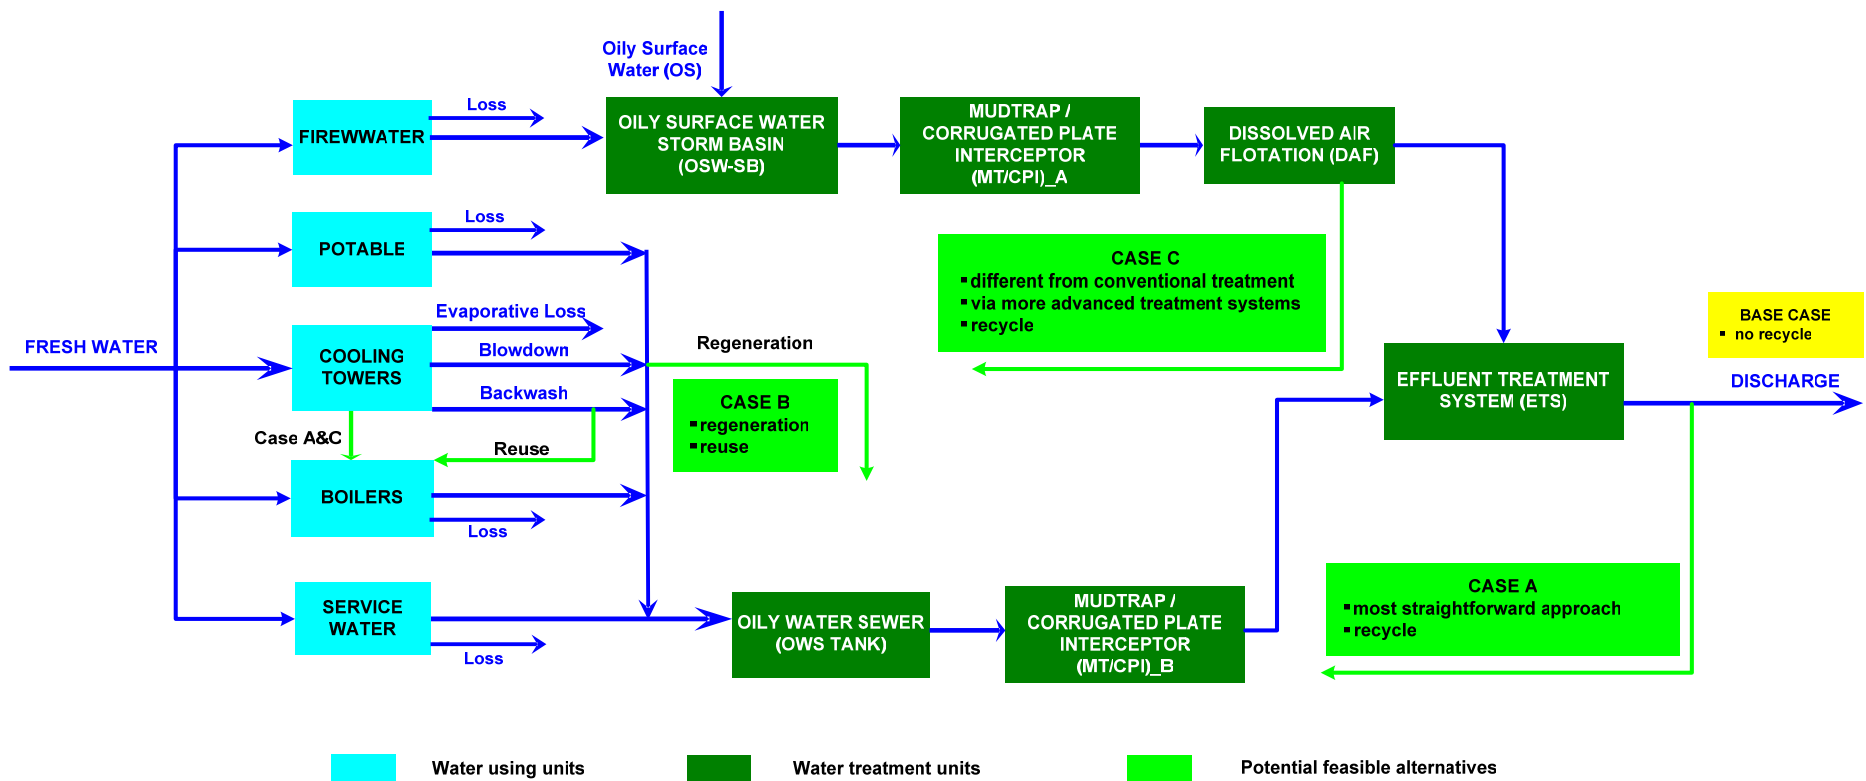 Oily Surface
Water (OS)
Loss
FIREWWATER
OILY SURFACE WATER
STORM BASIN
(OSW-SB)
MUDTRAP /
CORRUGATED PLATE
INTERCEPTOR
(MT/CPI)_A
DISSOLVED AIR
FLOTATION (DAF)
Loss
POTABLE
CASE C
▪ different from conventional treatment
▪ via more advanced treatment systems
▪ recycle
Evaporative Loss
FRESH WATER
COOLING
TOWERS
Blowdown
Regeneration
Backwash
BASE CASE
▪ no recycle
EFFLUENT TREATMENT
SYSTEM (ETS)
DISCHARGE
CASE B
▪ regeneration
▪ reuse
Case A&C
Reuse
BOILERS
Loss
SERVICE
WATER
Loss
OILY WATER SEWER
(OWS TANK)
MUDTRAP /
CORRUGATED PLATE
INTERCEPTOR
(MT/CPI)_B
CASE A
▪ most straightforward approach
▪ recycle
Water using units
Water treatment units
Potential feasible alternatives